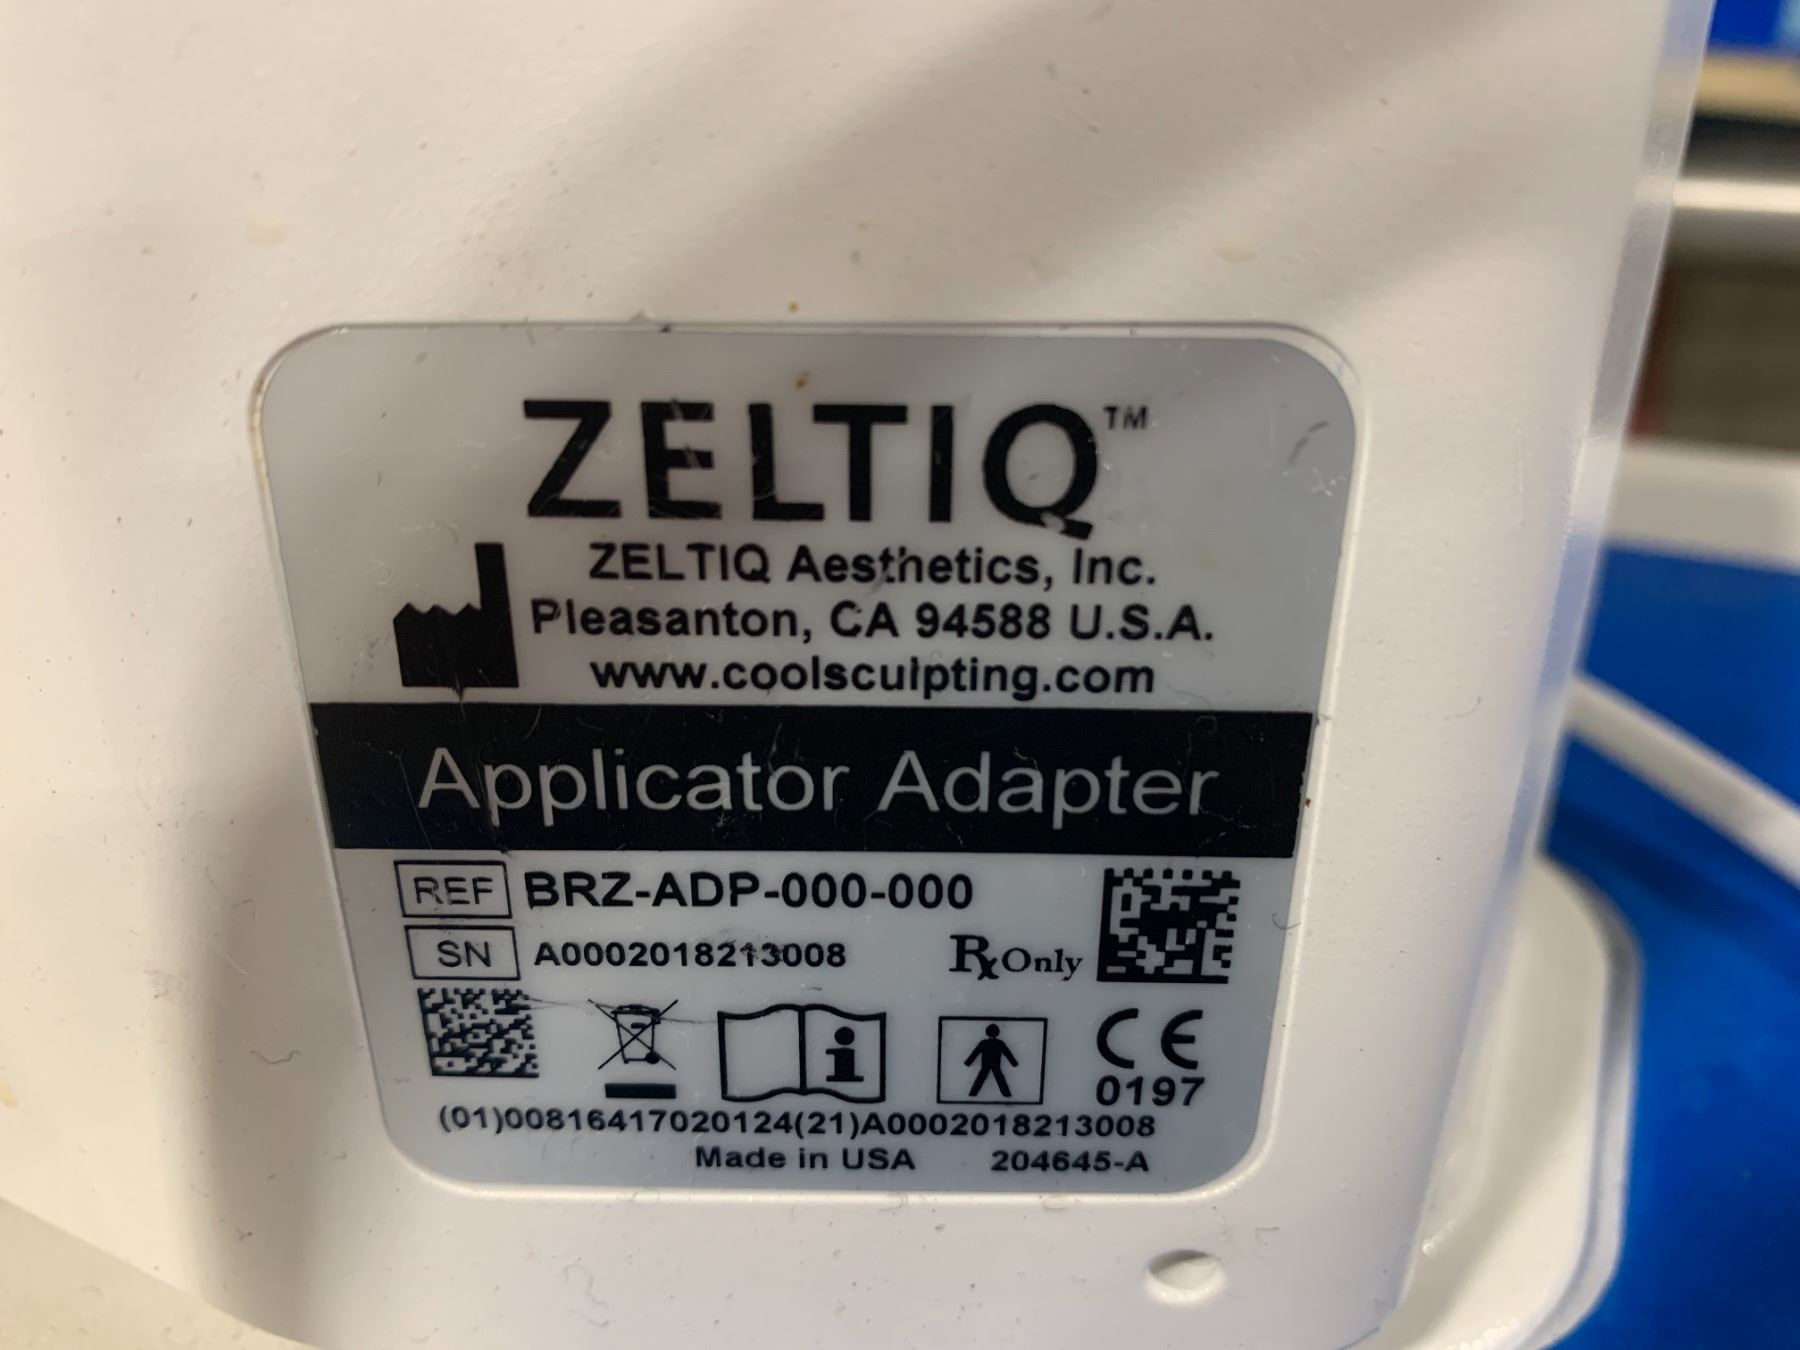 ZELTIQ™
ZELTIQ Aesthetics, Inc.
Pleasanton, CA 94588 U.S.A.
www.coolsculpting.com
Applicator Adapter
REF BRZ-ADP-000-000
SN A0002018213008 Rx Only
CE
0197
(01)00816417020124(21)A0002018213008
Made in USA 204645-A